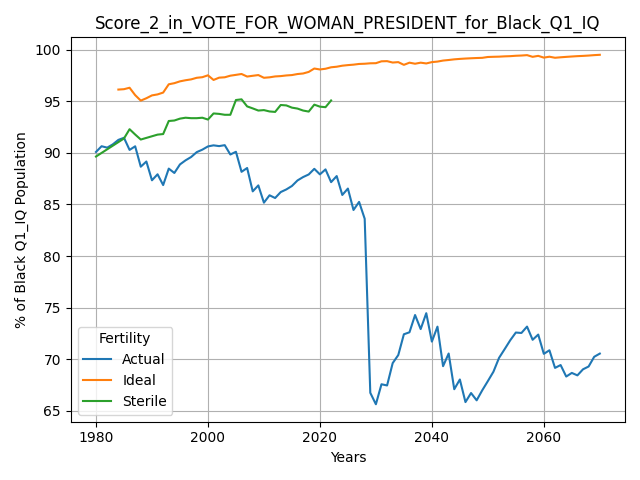 Score_2_in_VOTE_FOR_WOMAN_PRESIDENT_for_Black_Q1_IQ
% of Black Q1_IQ Population
100
95
90
85
80
75
70
65
Fertility
Actual
Ideal
Sterile
1980
2000
2020
2040
2060
Years